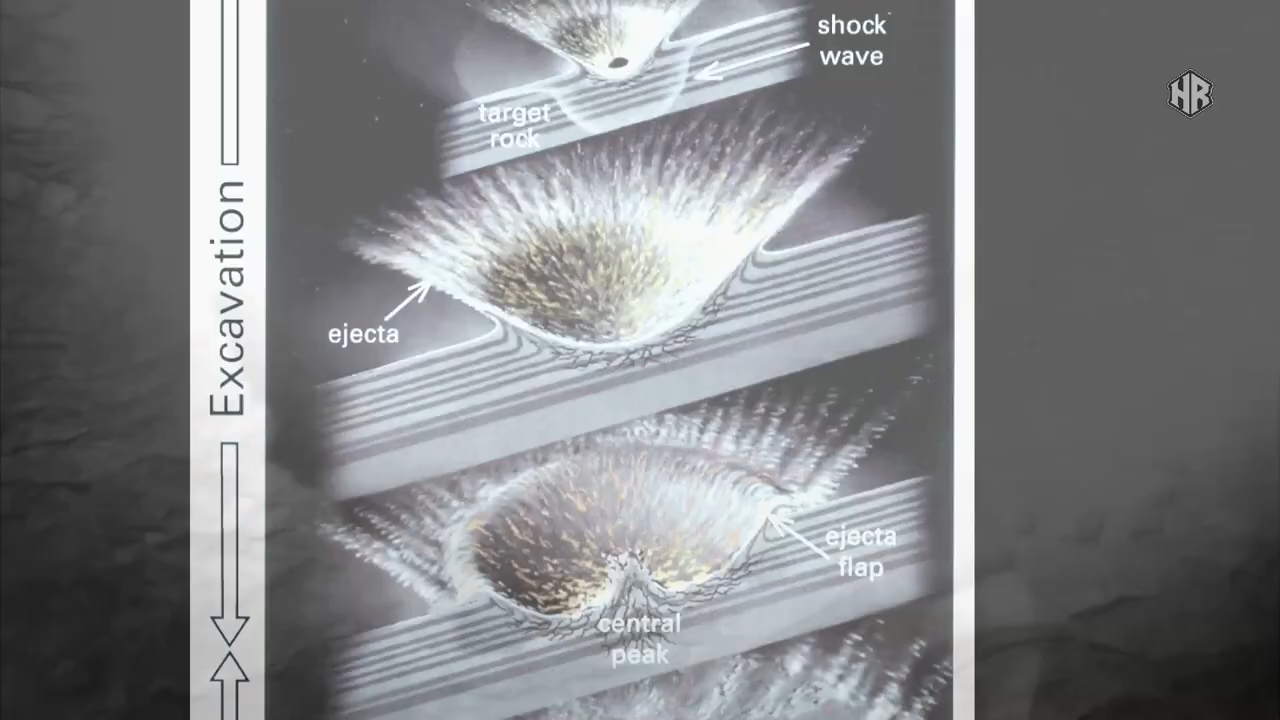 HR
shock
wave
target
rock
Excavation
ejecta
ejecta
flap
central
peak